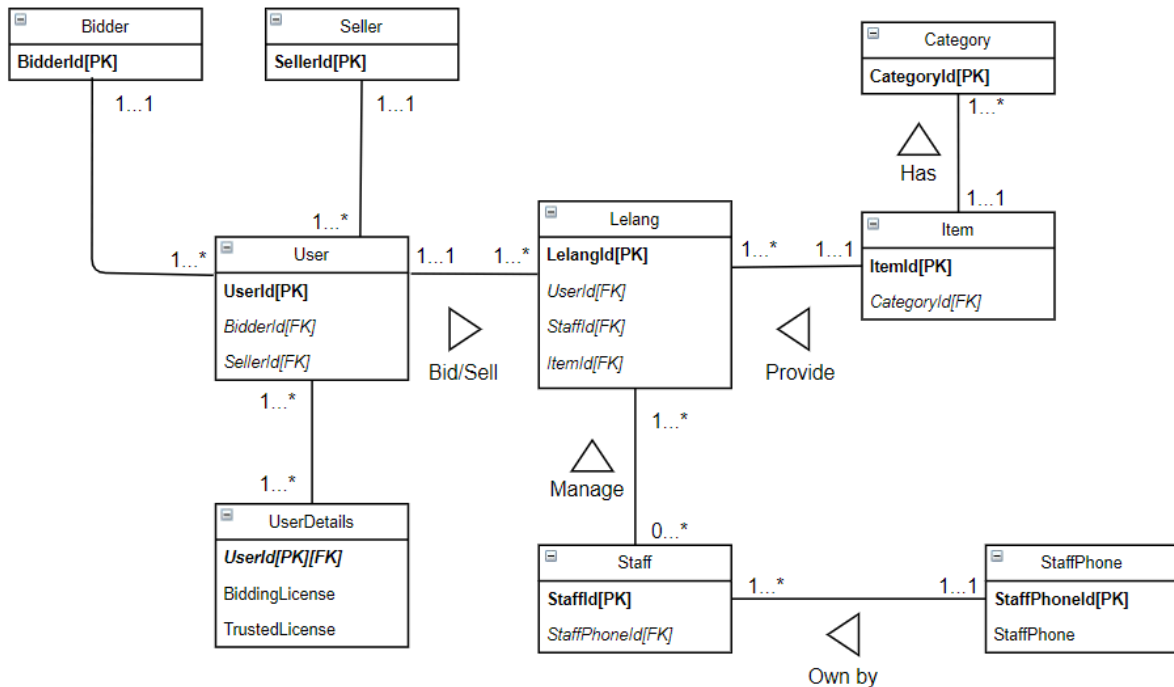 Bidder
BidderId[PK]
Seller
SellerId[PK]
Category
CategoryId[PK]
1...1
1...1
1...*
Has
1...1
1...*
1...*
User
UserId[PK]
BidderId[FK]
SellerId[FK]
1...1
1...*
Bid/Sell
Lelang
LelangId[PK]
UserId[FK]
StaffId[FK]
ItemId[FK]
1...*
1...1
Provide
Item
ItemId[PK]
CategoryId[FK]
1...*
1...*
UserDetails
UserId[PK][FK]
BiddingLicense
TrustedLicense
1...*
Manage
0...*
Staff
StaffId[PK]
StaffPhoneId[FK]
1...*
1...1
Own by
StaffPhone
StaffPhoneId[PK]
StaffPhone